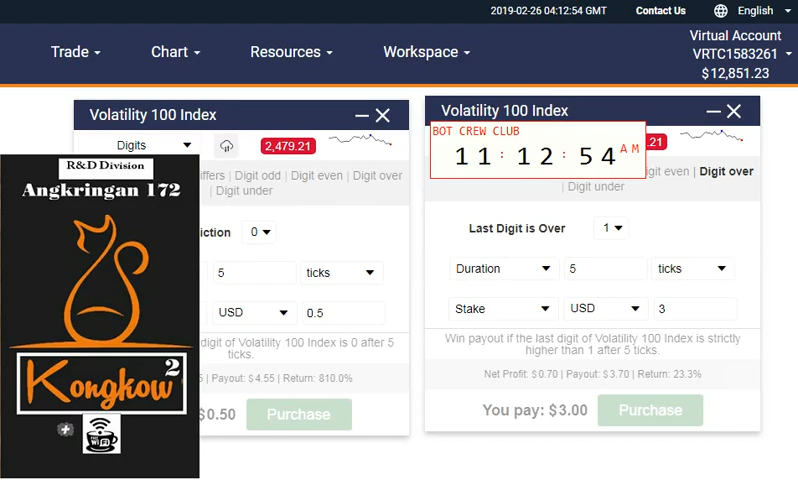 2019-02-26 04:12:54 GMT
Contact Us
English
Trade
Chart
Resources
Workspace
Virtual Account
VRTC1583261
$12,851.23
Volatility 100 Index
Digits
2,479.21
iffers | Digit odd | Digit even | Digit over
| Digit under
iction
0
5
ticks
USD
0.5
digit of Volatility 100 Index is 0 after 5
ticks.
5 | Payout: $4.55 | Return: 810.0%
$0.50
Purchase
R&D Division
Angkringan 172
Kongkow 2
FREE
Wi Fi
Volatility 100 Index
BOT CREW CLUB
11:12:54 AM
.21
igit even | Digit over
| Digit under
Last Digit is Over
1
Duration
5
ticks
Stake
USD
3
Win payout if the last digit of Volatility 100 Index is strictly
higher than 1 after 5 ticks.
Net Profit: $0.70 | Payout: $3.70 | Return: 23.3%
You pay: $3.00
Purchase